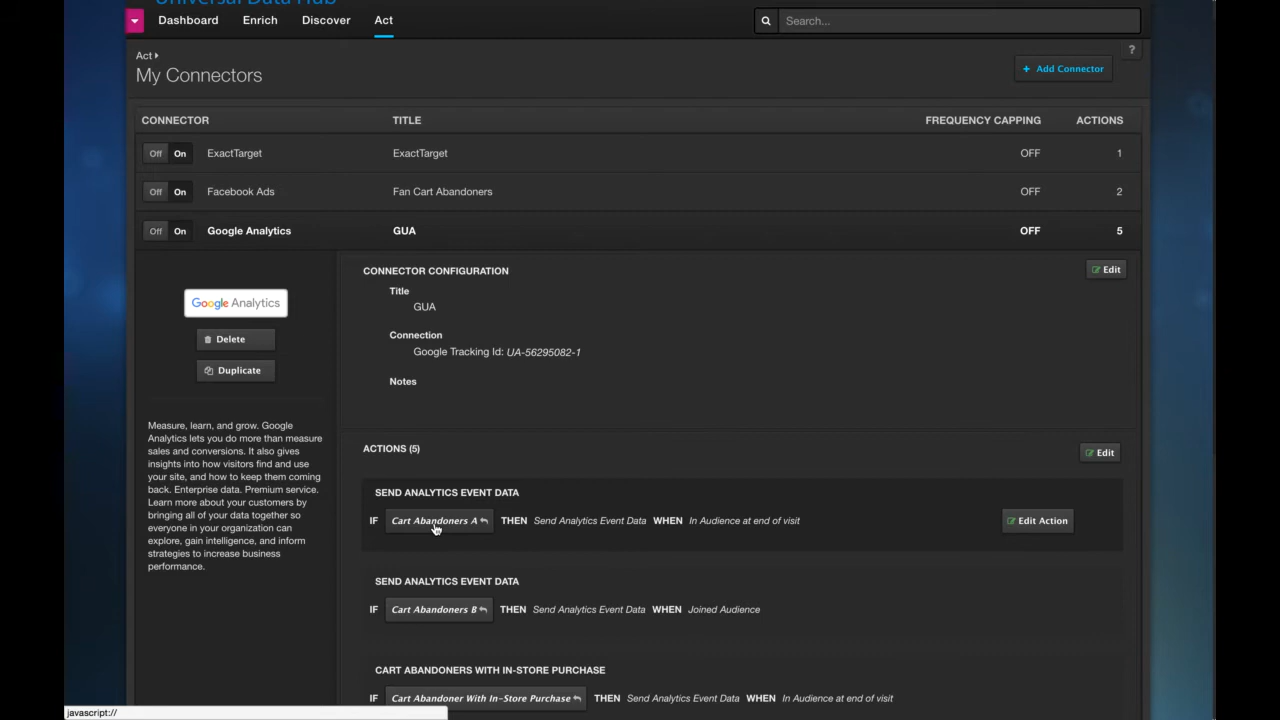 Universal Data Hub
Dashboard Enrich Discover Act
Search...
Act
My Connectors
?
+ Add Connector
CONNECTOR TITLE FREQUENCY CAPPING ACTIONS
Off On ExactTarget ExactTarget OFF 1
Off On Facebook Ads Fan Cart Abandoners OFF 2
Off On Google Analytics GUA OFF 5
Google Analytics
Delete
Duplicate
Measure, learn, and grow. Google
Analytics lets you do more than measure
sales and conversions. It also gives
insights into how visitors find and use
your site, and how to keep them coming
back. Enterprise data. Premium service.
Learn more about your customers by
bringing all of your data together so
everyone in your organization can
explore, gain intelligence, and inform
strategies to increase business
performance.
CONNECTOR CONFIGURATION
Edit
Title
GUA
Connection
Google Tracking Id: UA-56295082-1
Notes
ACTIONS (5)
Edit
SEND ANALYTICS EVENT DATA
IF Cart Abandoners A THEN Send Analytics Event Data WHEN In Audience at end of visit
Edit Action
SEND ANALYTICS EVENT DATA
IF Cart Abandoners B THEN Send Analytics Event Data WHEN Joined Audience
CART ABANDONERS WITH IN-STORE PURCHASE
IF Cart Abandoner With In-Store Purchase THEN Send Analytics Event Data WHEN In Audience at end of visit
javascript://